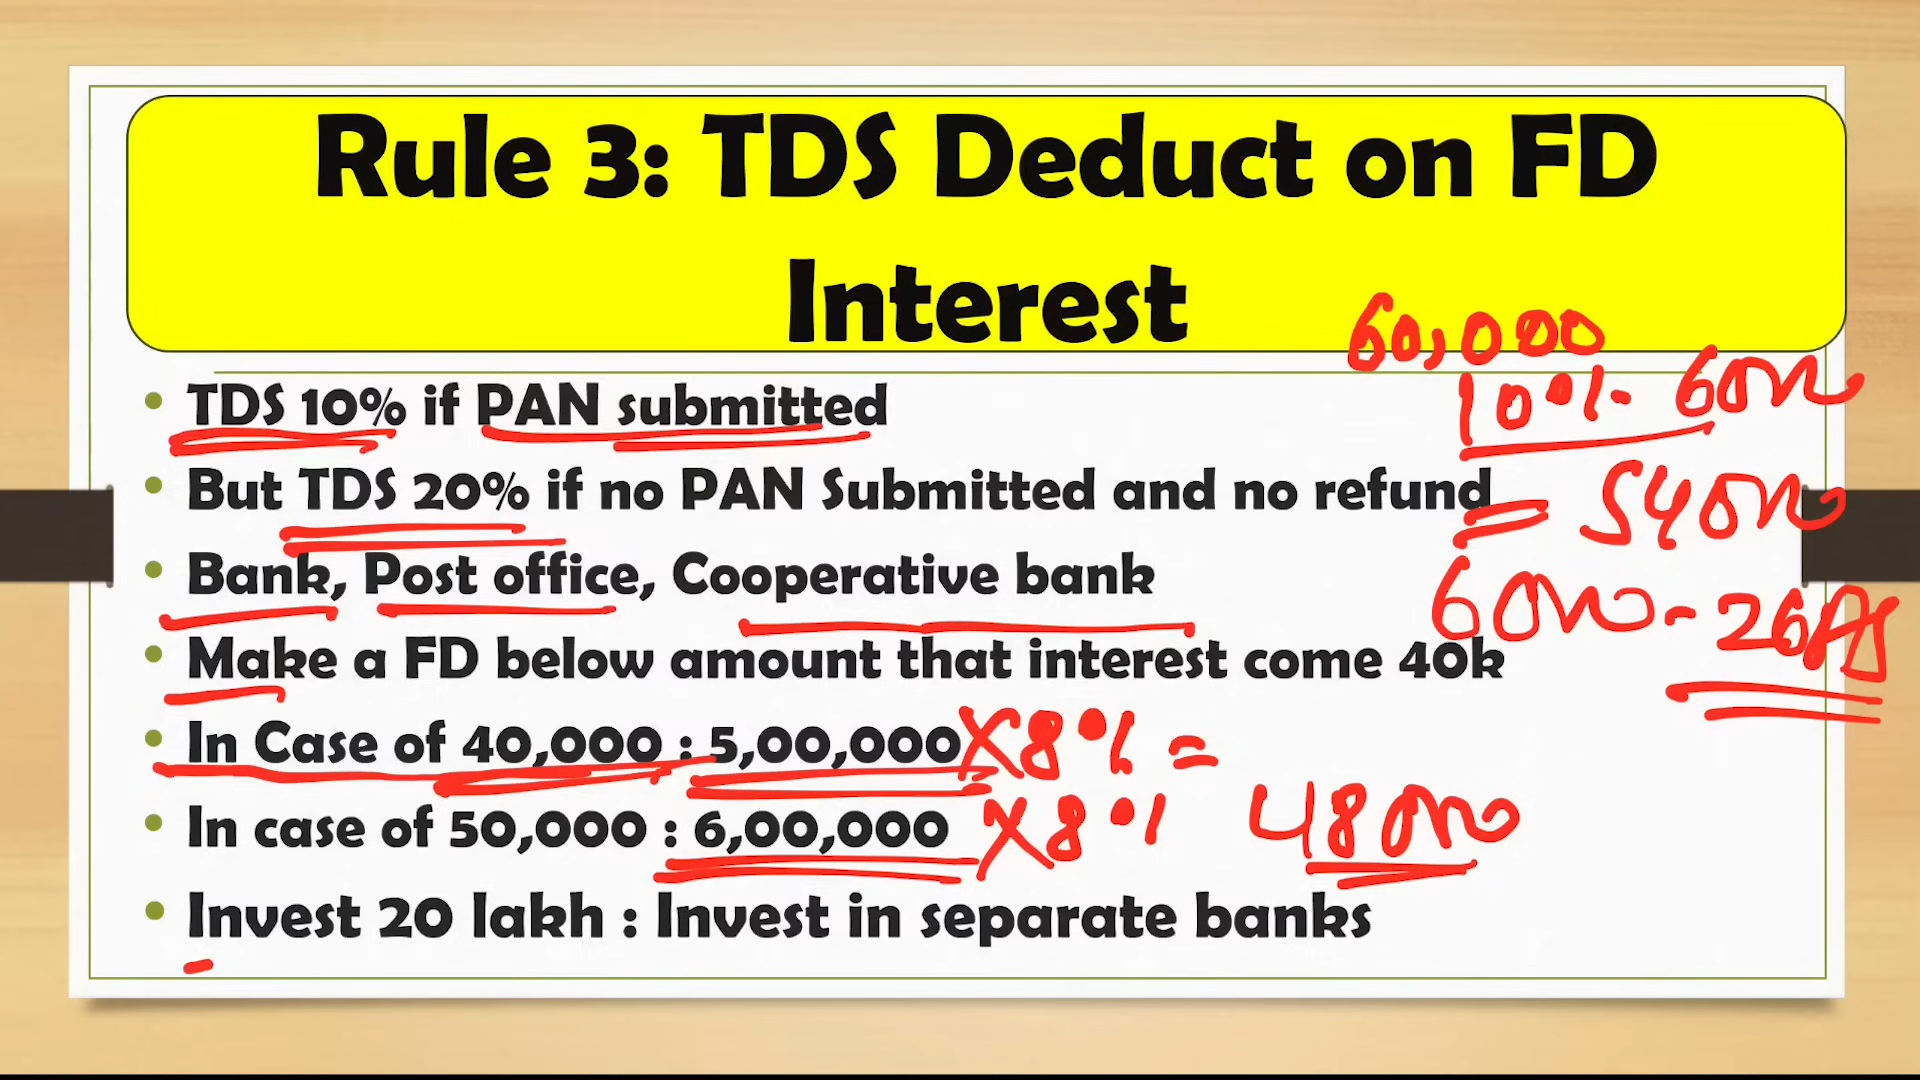 Rule 3: TDS Deduct on FD
Interest
60,000
• TDS 10% if PAN submitted
10%. 6000
• But TDS 20% if no PAN Submitted and no refund
= 54000
• Bank, Post office, Cooperative bank
6000 - 26AS
• Make a FD below amount that interest come 40k
• In Case of 40,000 : 5,00,000 X 8% =
• In case of 50,000 : 6,00,000 X 8% 48000
• Invest 20 lakh : Invest in separate banks